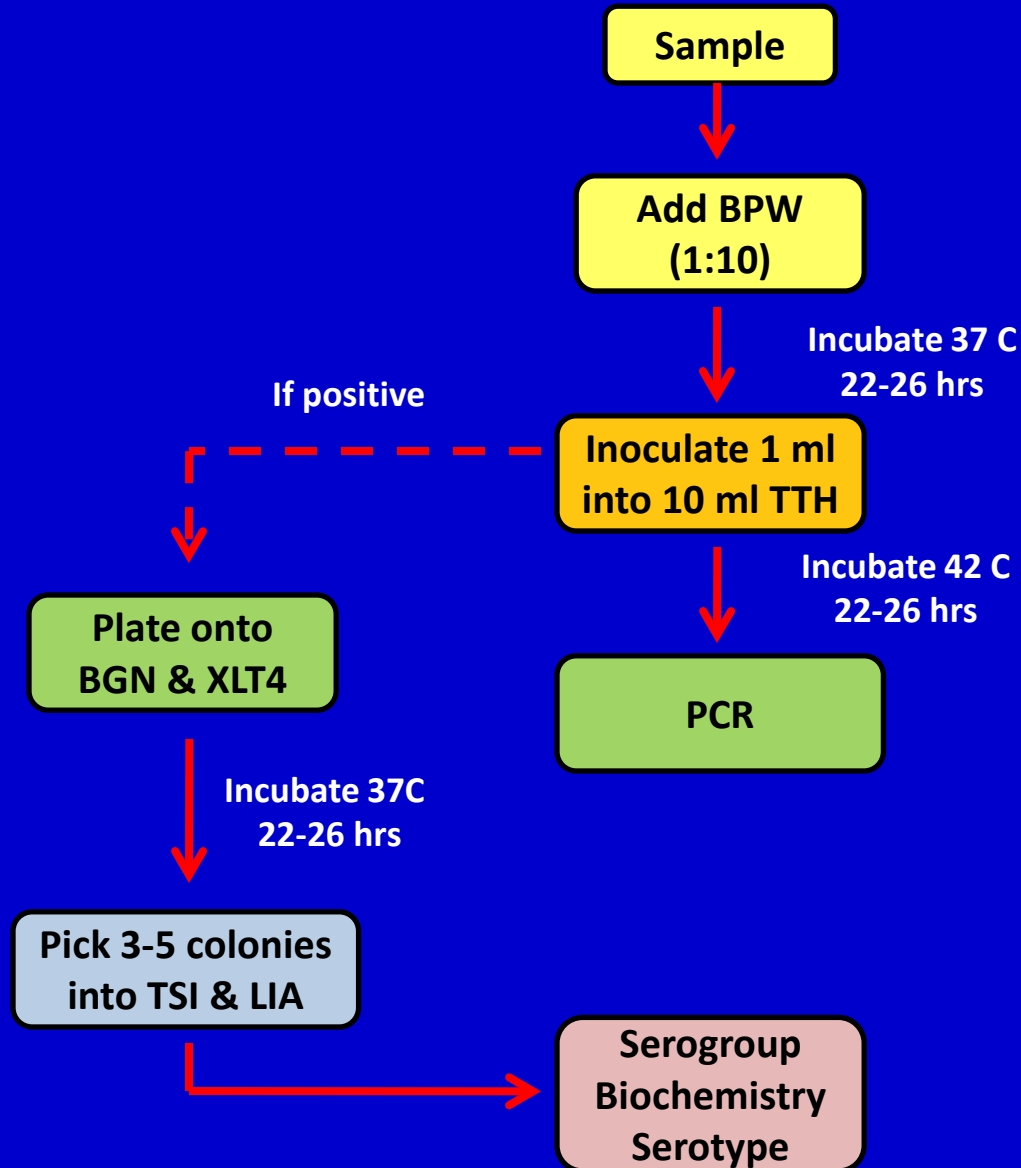 Sample
Add BPW
(1:10)
Incubate 37 C
22-26 hrs
If positive
Inoculate 1 ml
into 10 ml TTH
Incubate 42 C
22-26 hrs
Plate onto
BGN & XLT4
PCR
Incubate 37C
22-26 hrs
Pick 3-5 colonies
into TSI & LIA
Serogroup
Biochemistry
Serotype